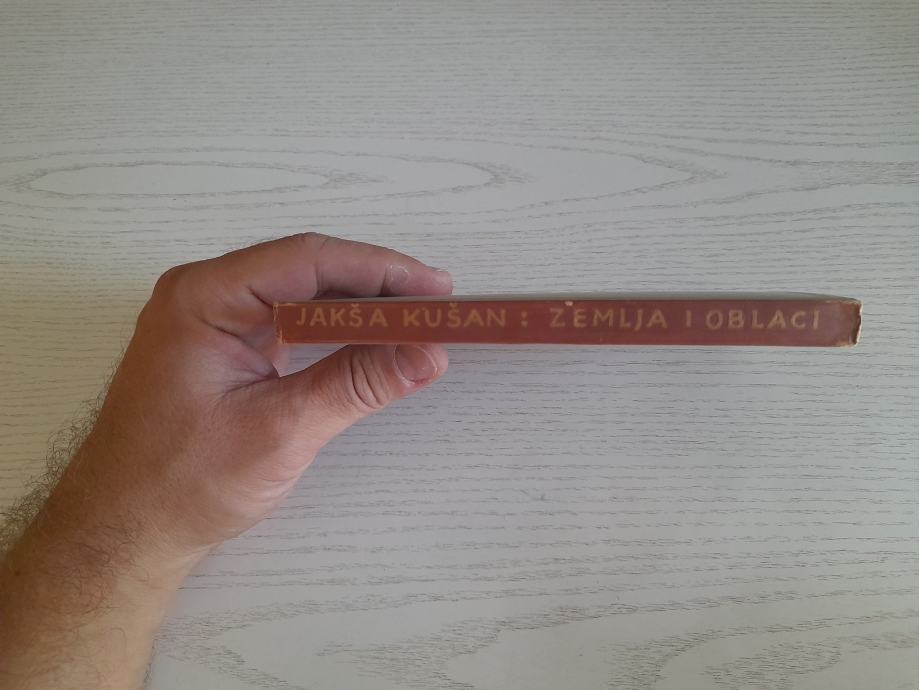 JAKŠA KUŠAN : ZEMLJA I OBLACI